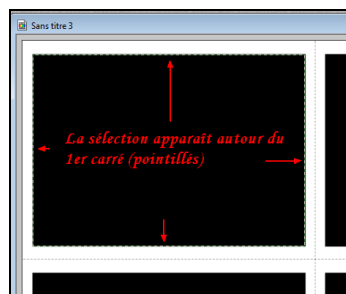 Sans titre 3
La sélection apparaît autour du
1er carré (pointillés)